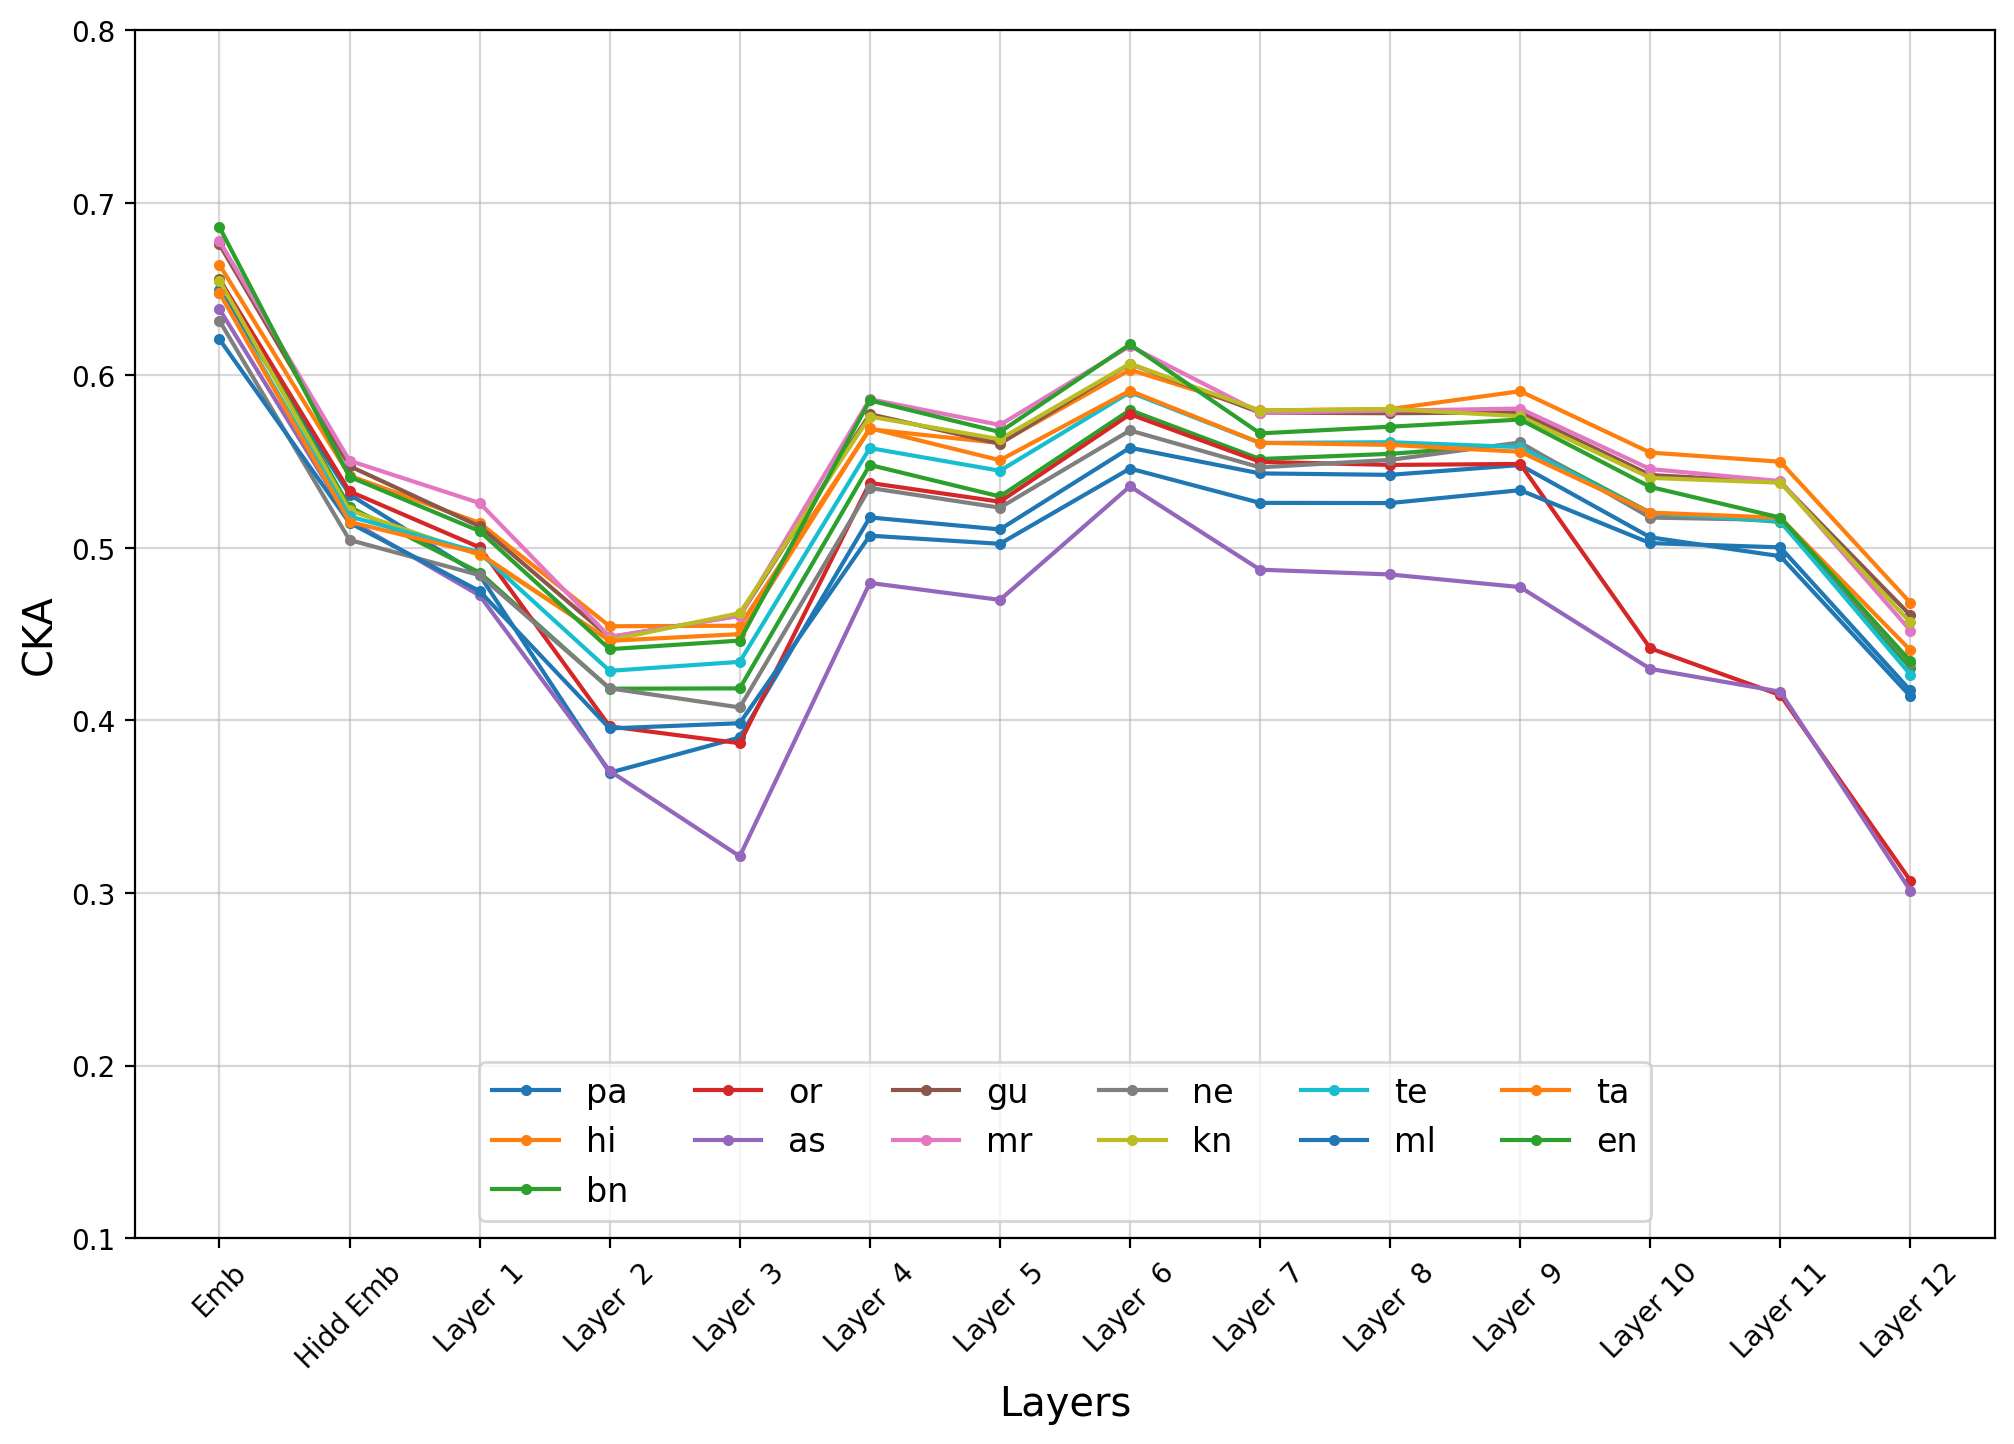 0.8
0.7
0.6
0.5
0.4
0.3
0.2
0.1
CKA
pa or gu ne te ta
hi as mr kn ml en
bn
Emb Hidd Emb Layer 1 Layer 2 Layer 3 Layer 4 Layer 5 Layer 6 Layer 7 Layer 8 Layer 9 Layer 10 Layer 11 Layer 12
Layers